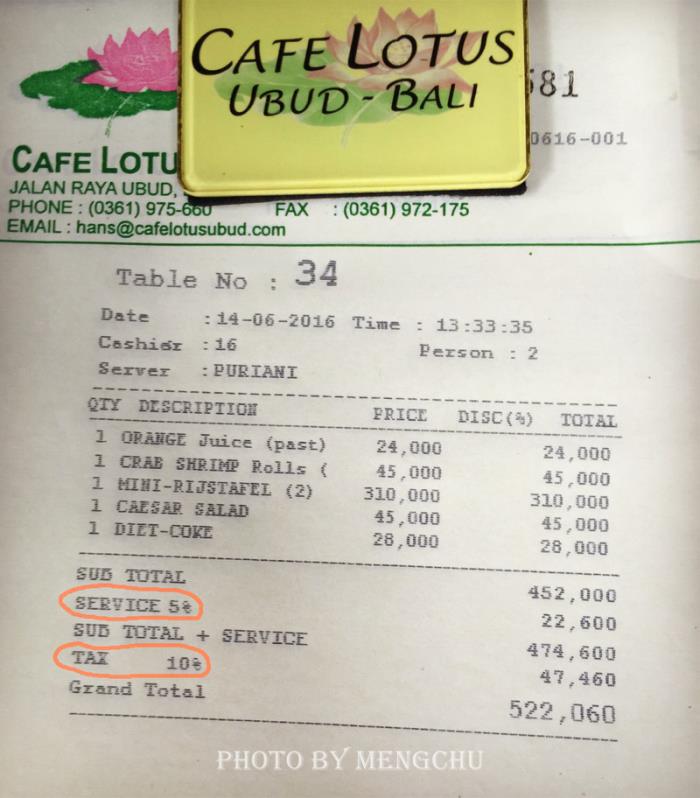 CAFE LOTUS
UBUD - BALI
581
0616-001
CAFE LOTU
JALAN RAYA UBUD,
PHONE : (0361) 975-660 FAX : (0361) 972-175
EMAIL : hans@cafelotusubud.com
Table No : 34
Date : 14-06-2016 Time : 13:33:35
Cashier : 16 Person : 2
Server : PURIANI
QTY DESCRIPTION PRICE DISC(%) TOTAL
1 ORANGE Juice (past) 24,000 24,000
1 CRAB SHRIMP Rolls ( 45,000 45,000
1 MINI-RIJSTAFEL (2) 310,000 310,000
1 CAESAR SALAD 45,000 45,000
1 DIET-COKE 28,000 28,000
SUB TOTAL 452,000
SERVICE 5% 22,600
SUB TOTAL + SERVICE 474,600
TAX 10% 47,460
Grand Total 522,060
PHOTO BY MENGCHU